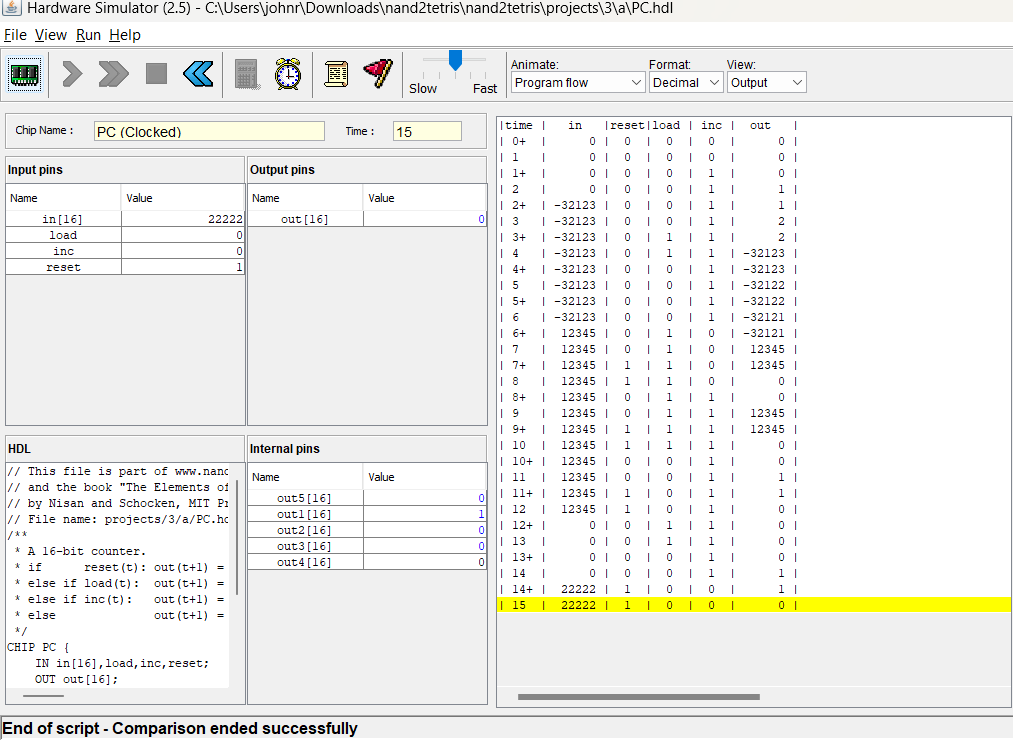 Hardware Simulator (2.5) - C:\Users\johnr\Downloads\nand2tetris\nand2tetris\projects\3\a\PC.hdl
File View Run Help
Slow Fast
Animate: Format: View:
Program flow Decimal Output
Chip Name : PC (Clocked) Time : 15
Input pins
Name Value
in[16] 22222
load 0
inc 0
reset 1
Output pins
Name Value
out[16] 0
HDL
// This file is part of www.nand
// and the book "The Elements of
// by Nisan and Schocken, MIT Pr
// File name: projects/3/a/PC.hd
/**
* A 16-bit counter.
* if reset(t): out(t+1) =
* else if load(t): out(t+1) =
* else if inc(t): out(t+1) =
* else out(t+1) =
*/
CHIP PC {
IN in[16],load,inc,reset;
OUT out[16];
Internal pins
Name Value
out5[16] 0
out1[16] 1
out2[16] 0
out3[16] 0
out4[16] 0
|time | in |reset|load | inc | out |
| 0+ | 0 | 0 | 0 | 0 | 0 |
| 1 | 0 | 0 | 0 | 0 | 0 |
| 1+ | 0 | 0 | 0 | 1 | 0 |
| 2 | 0 | 0 | 0 | 1 | 1 |
| 2+ | -32123 | 0 | 0 | 1 | 1 |
| 3 | -32123 | 0 | 0 | 1 | 2 |
| 3+ | -32123 | 0 | 1 | 1 | 2 |
| 4 | -32123 | 0 | 1 | 1 | -32123 |
| 4+ | -32123 | 0 | 0 | 1 | -32123 |
| 5 | -32123 | 0 | 0 | 1 | -32122 |
| 5+ | -32123 | 0 | 0 | 1 | -32122 |
| 6 | -32123 | 0 | 0 | 1 | -32121 |
| 6+ | 12345 | 0 | 1 | 0 | -32121 |
| 7 | 12345 | 0 | 1 | 0 | 12345 |
| 7+ | 12345 | 1 | 1 | 0 | 12345 |
| 8 | 12345 | 1 | 1 | 0 | 0 |
| 8+ | 12345 | 0 | 1 | 1 | 0 |
| 9 | 12345 | 0 | 1 | 1 | 12345 |
| 9+ | 12345 | 1 | 1 | 1 | 12345 |
| 10 | 12345 | 1 | 1 | 1 | 0 |
| 10+ | 12345 | 0 | 0 | 1 | 0 |
| 11 | 12345 | 0 | 0 | 1 | 1 |
| 11+ | 12345 | 1 | 0 | 1 | 1 |
| 12 | 12345 | 1 | 0 | 1 | 0 |
| 12+ | 0 | 0 | 1 | 1 | 0 |
| 13 | 0 | 0 | 1 | 1 | 0 |
| 13+ | 0 | 0 | 0 | 1 | 0 |
| 14 | 0 | 0 | 0 | 1 | 1 |
| 14+ | 22222 | 1 | 0 | 0 | 1 |
| 15 | 22222 | 1 | 0 | 0 | 0 |
End of script - Comparison ended successfully